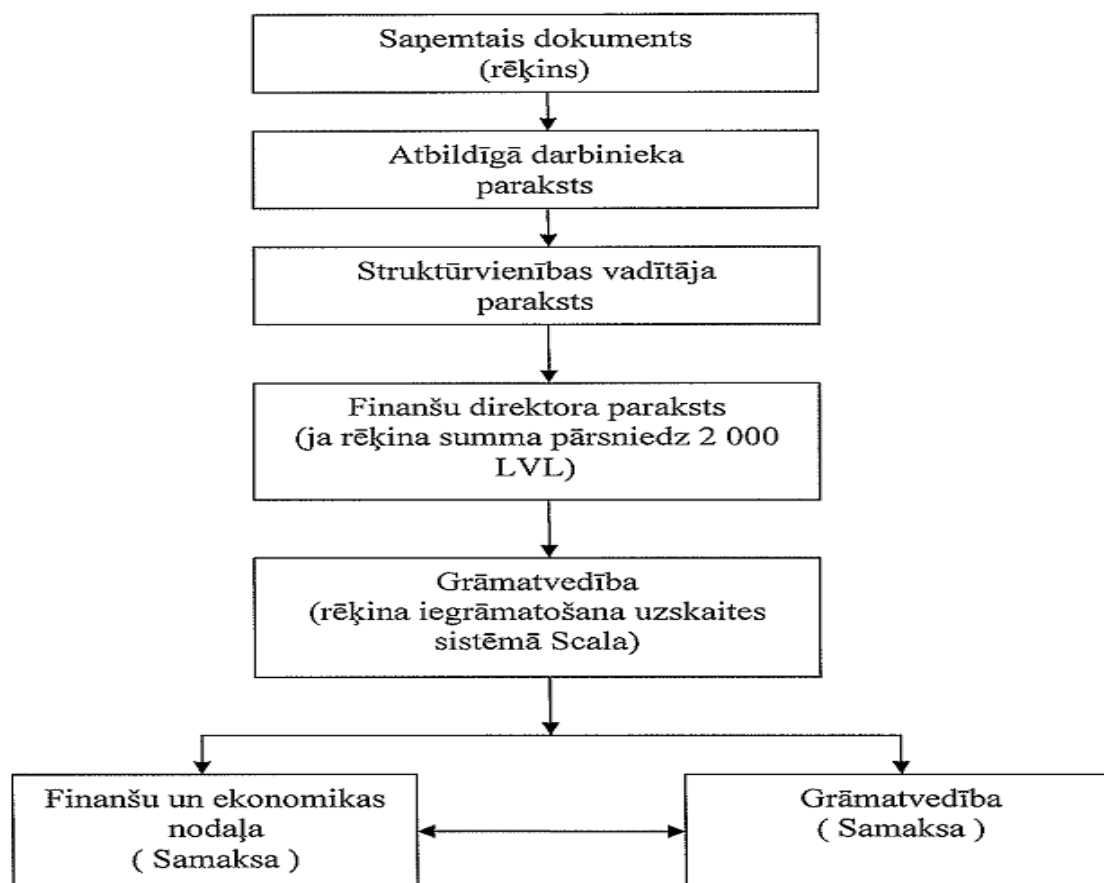 Saņemtais dokuments
(rēķins)
Atbildīgā darbinieka
paraksts
Struktūrvienības vadītāja
paraksts
Finanšu direktora paraksts
(ja rēķina summa pārsniedz 2 000
LVL)
Grāmatvedība
(rēķina iegrāmatošana uzskaites
sistēmā Scala)
Finanšu un ekonomikas
nodaļa
( Samaksa )
Grāmatvedība
( Samaksa )